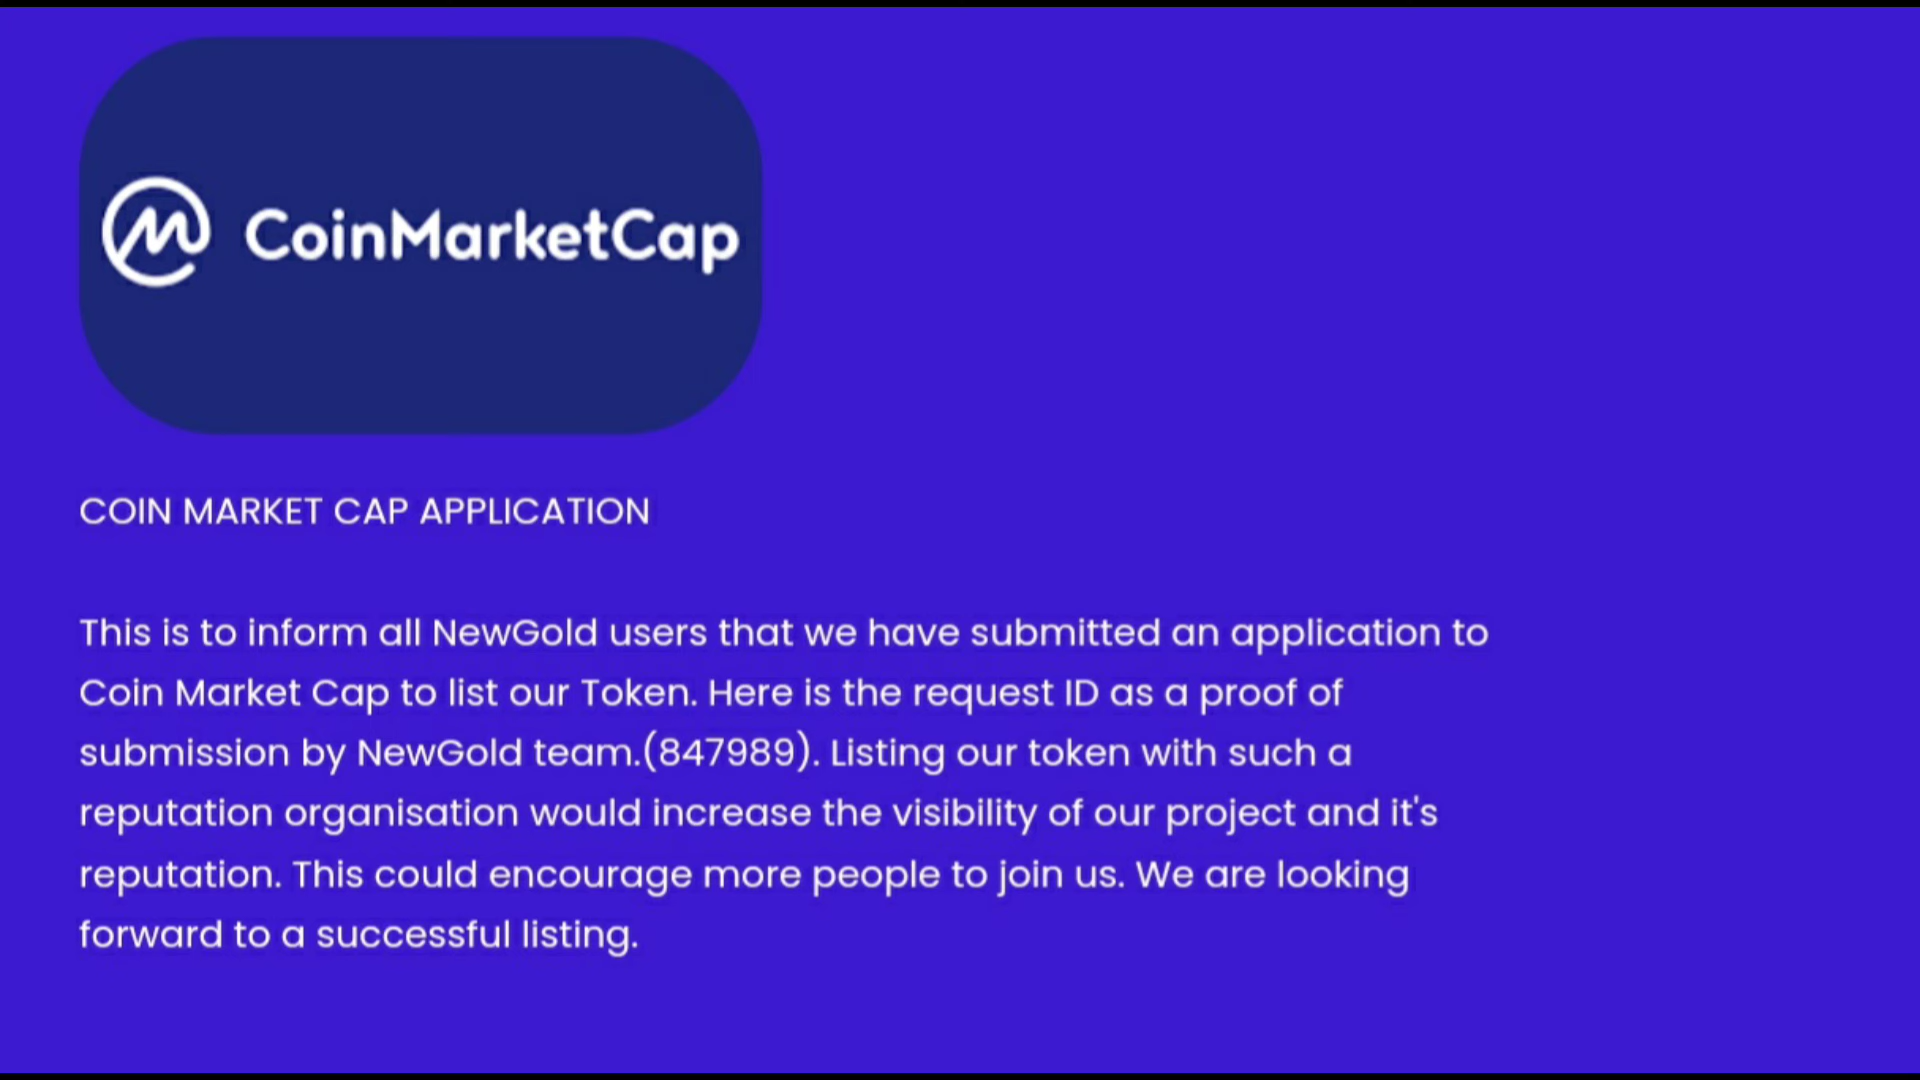 CoinMarketCap
COIN MARKET CAP APPLICATION
This is to inform all NewGold users that we have submitted an application to
Coin Market Cap to list our Token. Here is the request ID as a proof of
submission by NewGold team.(847989). Listing our token with such a
reputation organisation would increase the visibility of our project and it's
reputation. This could encourage more people to join us. We are looking
forward to a successful listing.